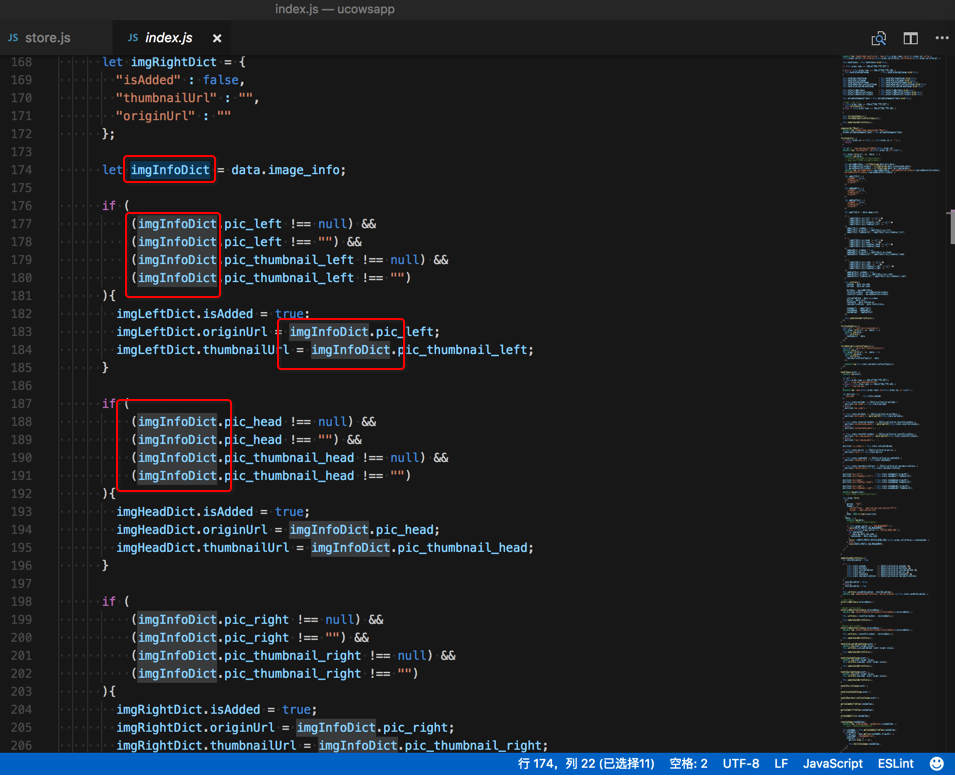 index.js — ucowsapp
JS store.js
JS index.js ×
168 let imgRightDict = {
169 "isAdded" : false,
170 "thumbnailUrl" : "",
171 "originUrl" : ""
172 };
173
174 let imgInfoDict = data.image_info;
175
176 if (
177 (imgInfoDict.pic_left !== null) &&
178 (imgInfoDict.pic_left !== "") &&
179 (imgInfoDict.pic_thumbnail_left !== null) &&
180 (imgInfoDict.pic_thumbnail_left !== "")
181 ){
182 imgLeftDict.isAdded = true;
183 imgLeftDict.originUrl = imgInfoDict.pic_left;
184 imgLeftDict.thumbnailUrl = imgInfoDict.pic_thumbnail_left;
185 }
186
187 if (
188 (imgInfoDict.pic_head !== null) &&
189 (imgInfoDict.pic_head !== "") &&
190 (imgInfoDict.pic_thumbnail_head !== null) &&
191 (imgInfoDict.pic_thumbnail_head !== "")
192 ){
193 imgHeadDict.isAdded = true;
194 imgHeadDict.originUrl = imgInfoDict.pic_head;
195 imgHeadDict.thumbnailUrl = imgInfoDict.pic_thumbnail_head;
196 }
197
198 if (
199 (imgInfoDict.pic_right !== null) &&
200 (imgInfoDict.pic_right !== "") &&
201 (imgInfoDict.pic_thumbnail_right !== null) &&
202 (imgInfoDict.pic_thumbnail_right !== "")
203 ){
204 imgRightDict.isAdded = true;
205 imgRightDict.originUrl = imgInfoDict.pic_right;
206 imgRightDict.thumbnailUrl = imgInfoDict.pic_thumbnail_right;
行 174，列 22 (已选择11) 空格: 2 UTF-8 LF JavaScript ESLint